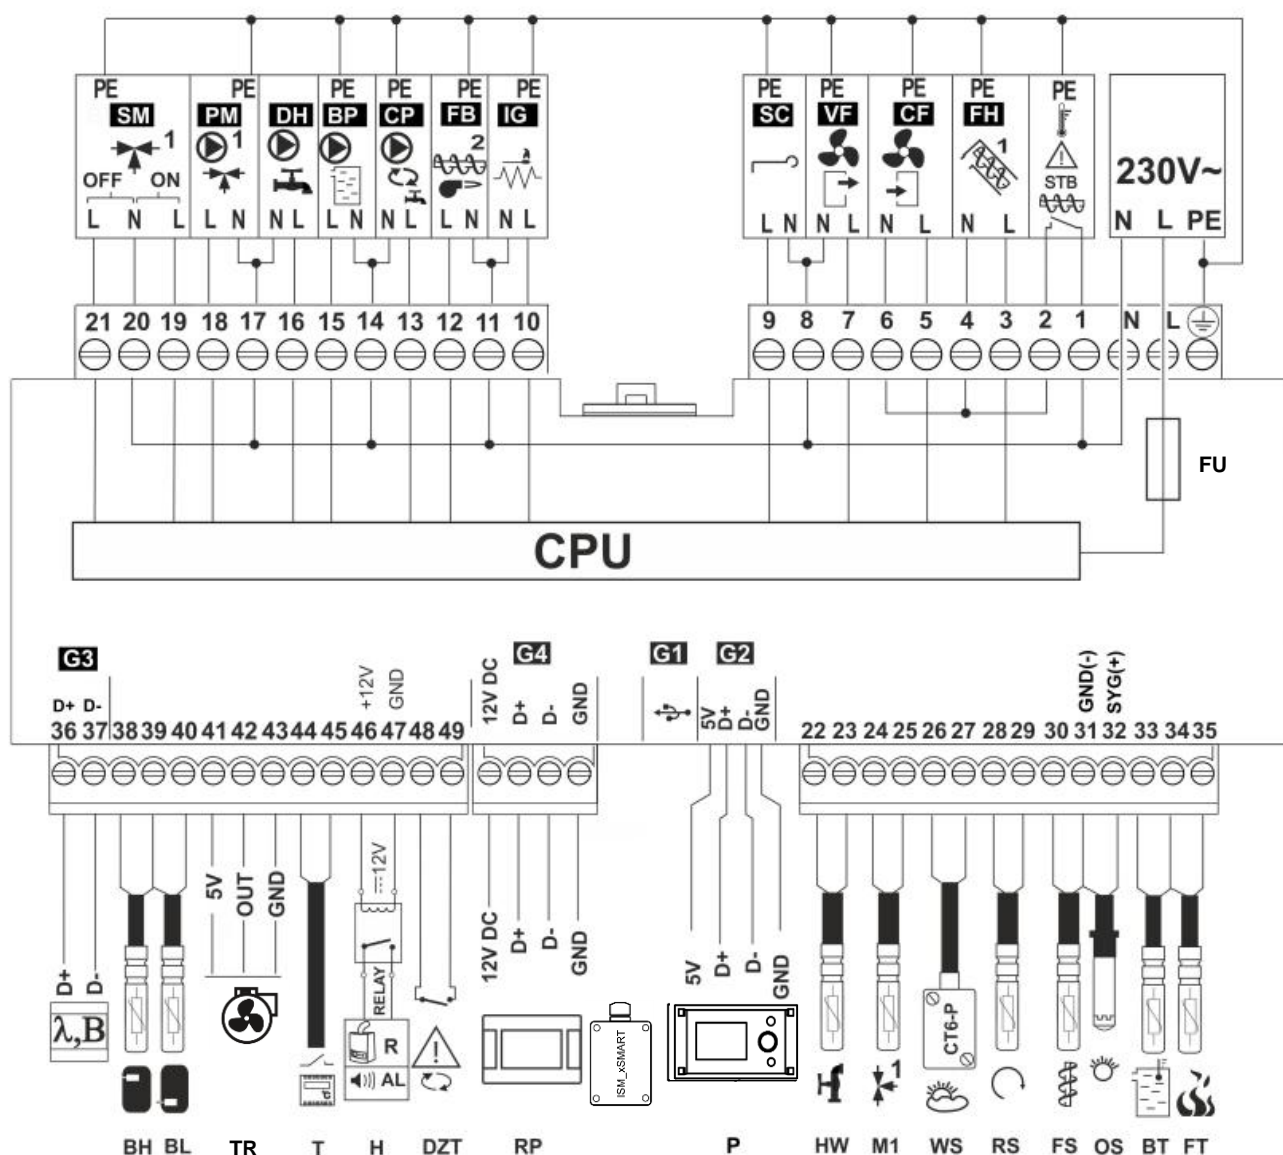 PE PE PE PE PE PE PE PE PE PE PE
SM PM DH BP CP FB IG SC VF CF FH
1 1 2 1
OFF ON STB 230V~
L N L L N N L L N L N L N N L L N N L N L N L N L PE
21 20 19 18 17 16 15 14 13 12 11 10 9 8 7 6 5 4 3 2 1 N L
FU
CPU
G3 G4 G1 G2
D+ D- +12V GND 12V DC D+ D- GND 5V D+ D- GND GND(-) SYG(+)
36 37 38 39 40 41 42 43 44 45 46 47 48 49 22 23 24 25 26 27 28 29 30 31 32 33 34 35
5V OUT GND 12V 12V DC D+ D- GND 5V D+ D- GND
D+ D- RELAY
λ,B R ISM_xSMART CT6-P
AL 1
BH BL TR T H DZT RP P HW M1 WS RS FS OS BT FT